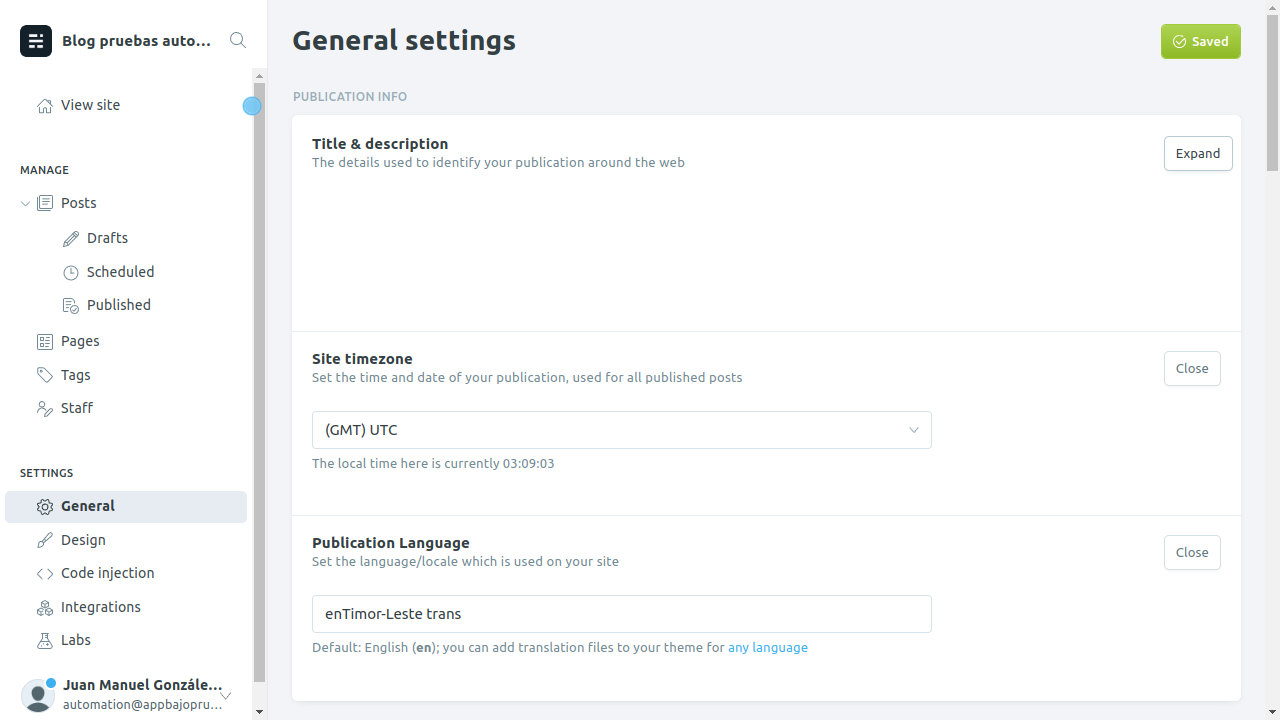 Blog pruebas auto...
View site
MANAGE
Posts
Drafts
Scheduled
Published
Pages
Tags
Staff
SETTINGS
General
Design
Code injection
Integrations
Labs
Juan Manuel Gonzále...
automation@appbajopru...
General settings
Saved
PUBLICATION INFO
Title & description
The details used to identify your publication around the web
Expand
Site timezone
Set the time and date of your publication, used for all published posts
Close
(GMT) UTC
The local time here is currently 03:09:03
Publication Language
Set the language/locale which is used on your site
Close
enTimor-Leste trans
Default: English (en); you can add translation files to your theme for any language